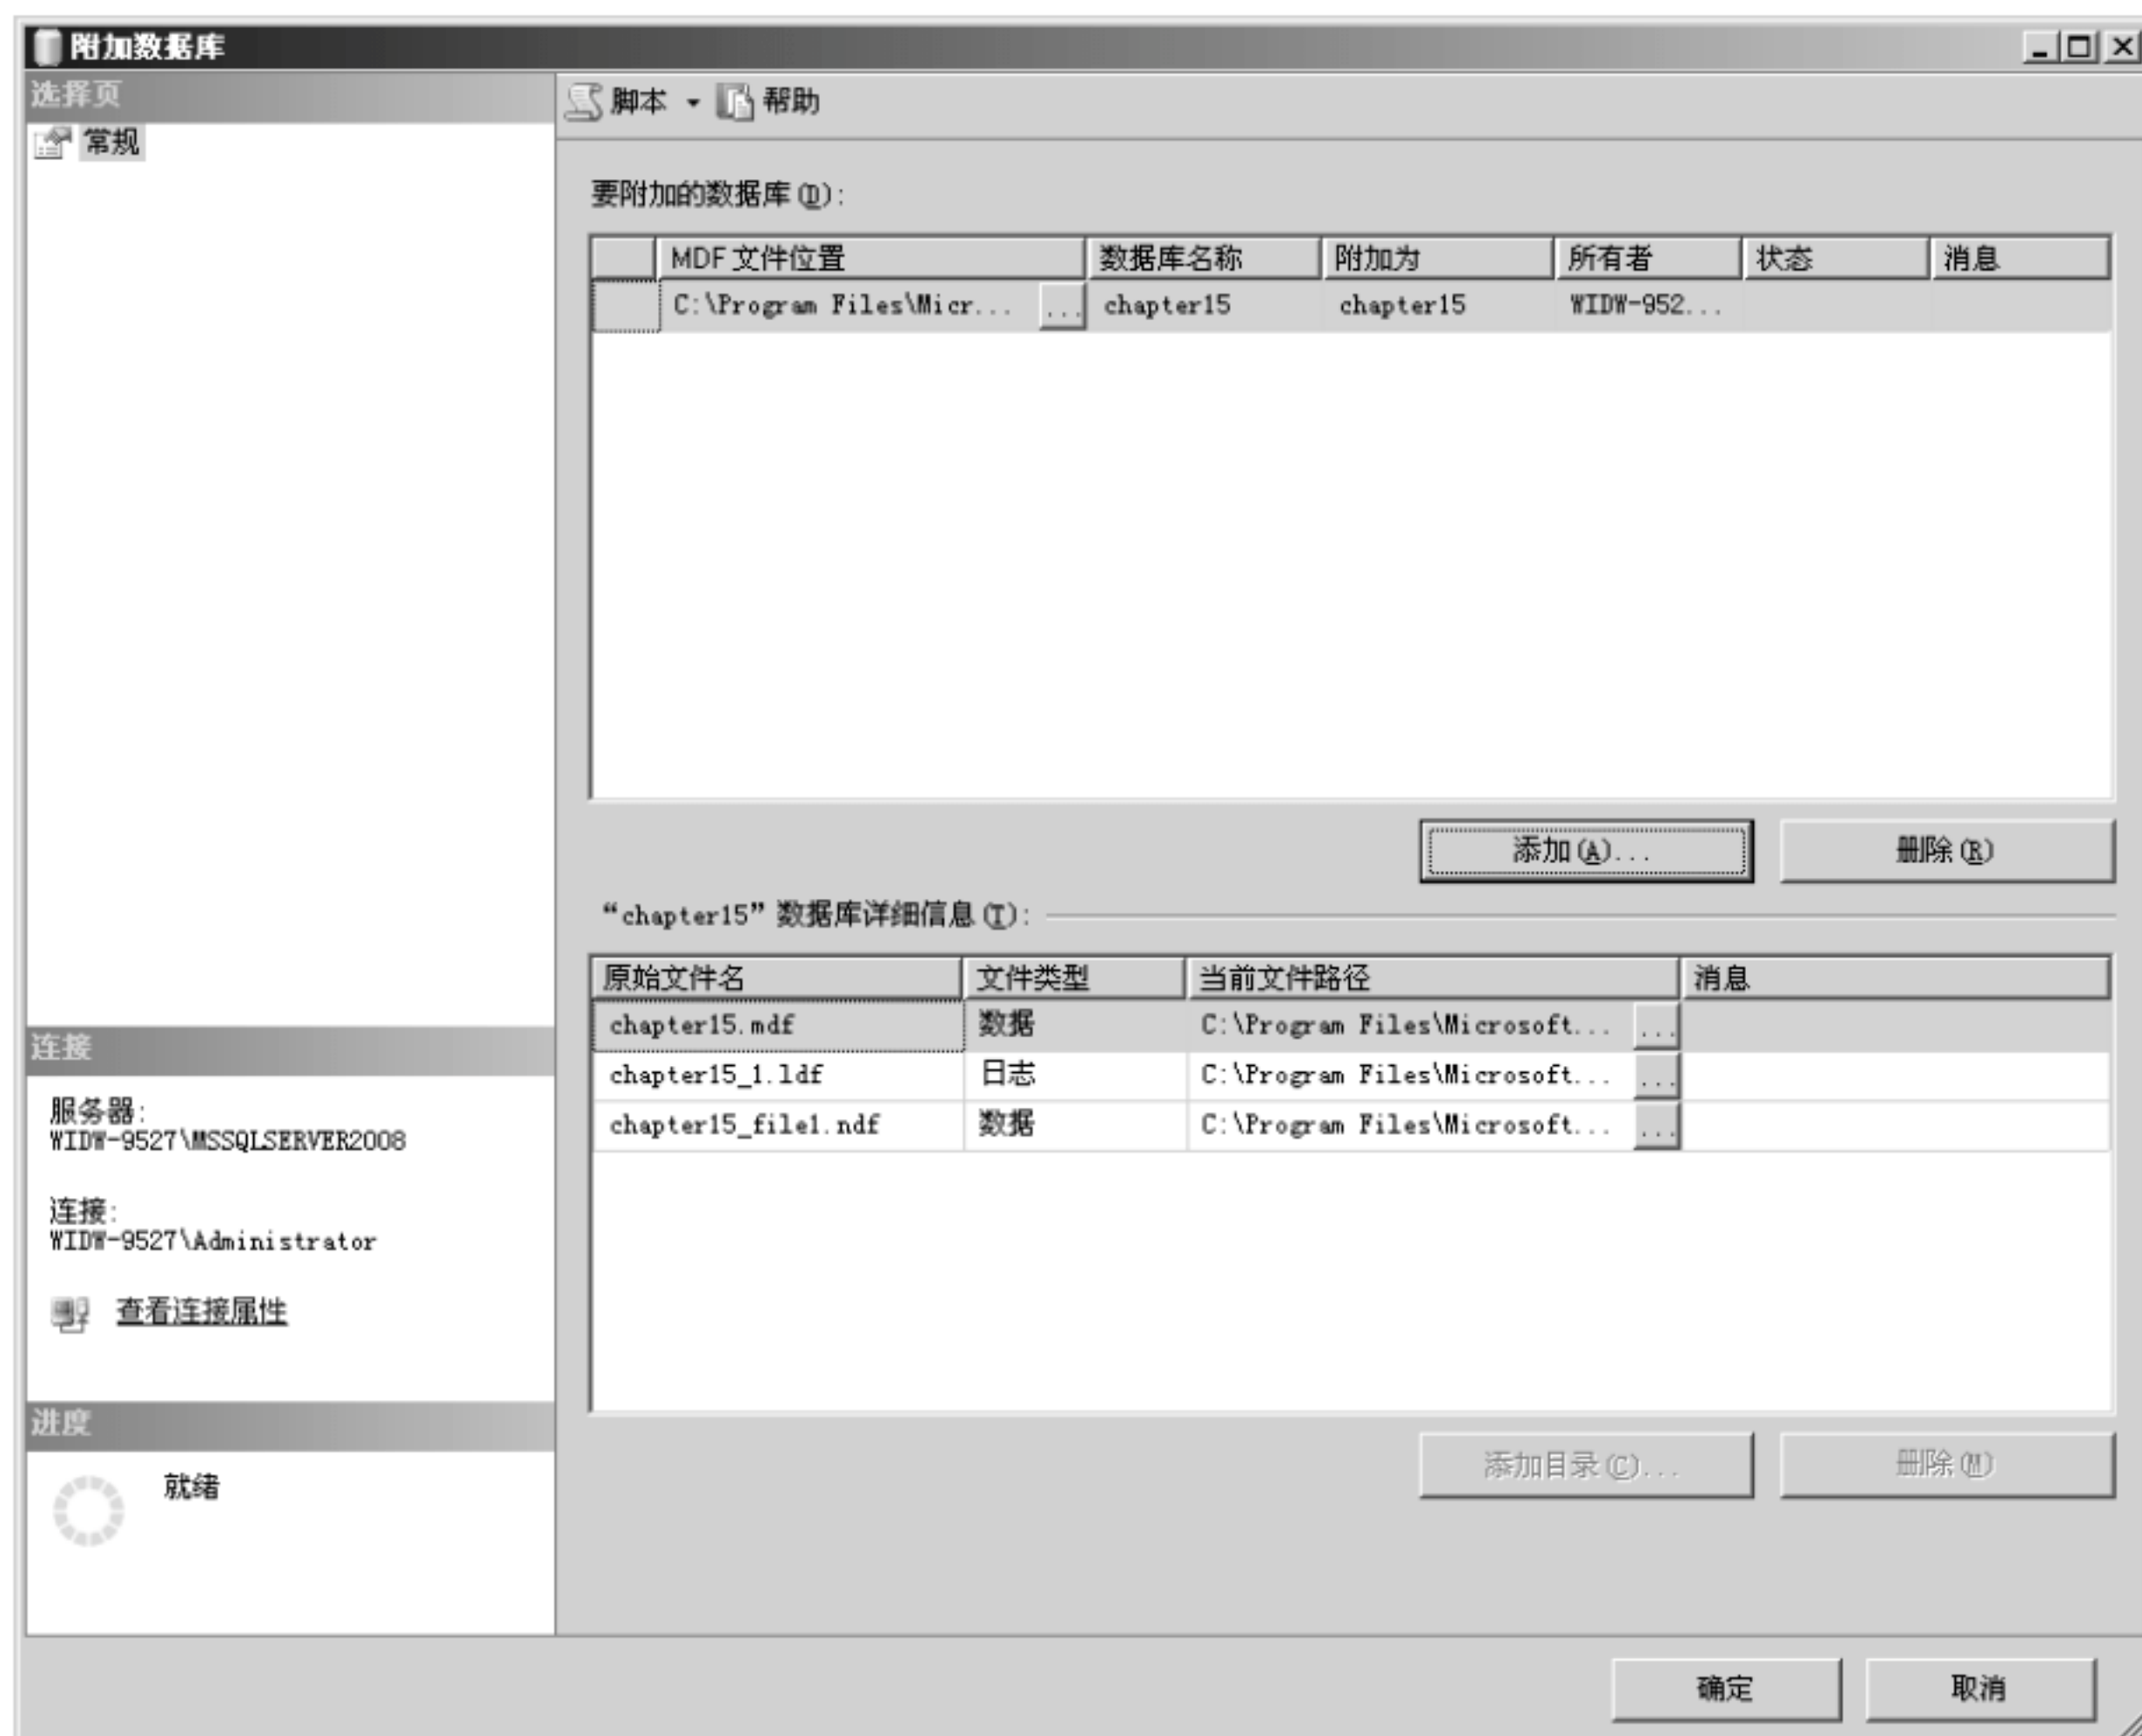 附加数据库
选择页
常规
脚本 帮助
要附加的数据库(D):
MDF 文件位置 数据库名称 附加为 所有者 状态 消息
C:\Program Files\Micr... ... chapter15 chapter15 WIDW-952...
添加(A)... 删除(R)
“chapter15” 数据库详细信息(T):
原始文件名 文件类型 当前文件路径 消息
chapter15.mdf 数据 C:\Program Files\Microsoft... ...
chapter15_1.ldf 日志 C:\Program Files\Microsoft... ...
chapter15_file1.ndf 数据 C:\Program Files\Microsoft... ...
添加目录(C)... 删除(M)
连接
服务器:
WIDW-9527\MSSQLSERVER2008
连接:
WIDW-9527\Administrator
查看连接属性
进度
就绪
确定 取消